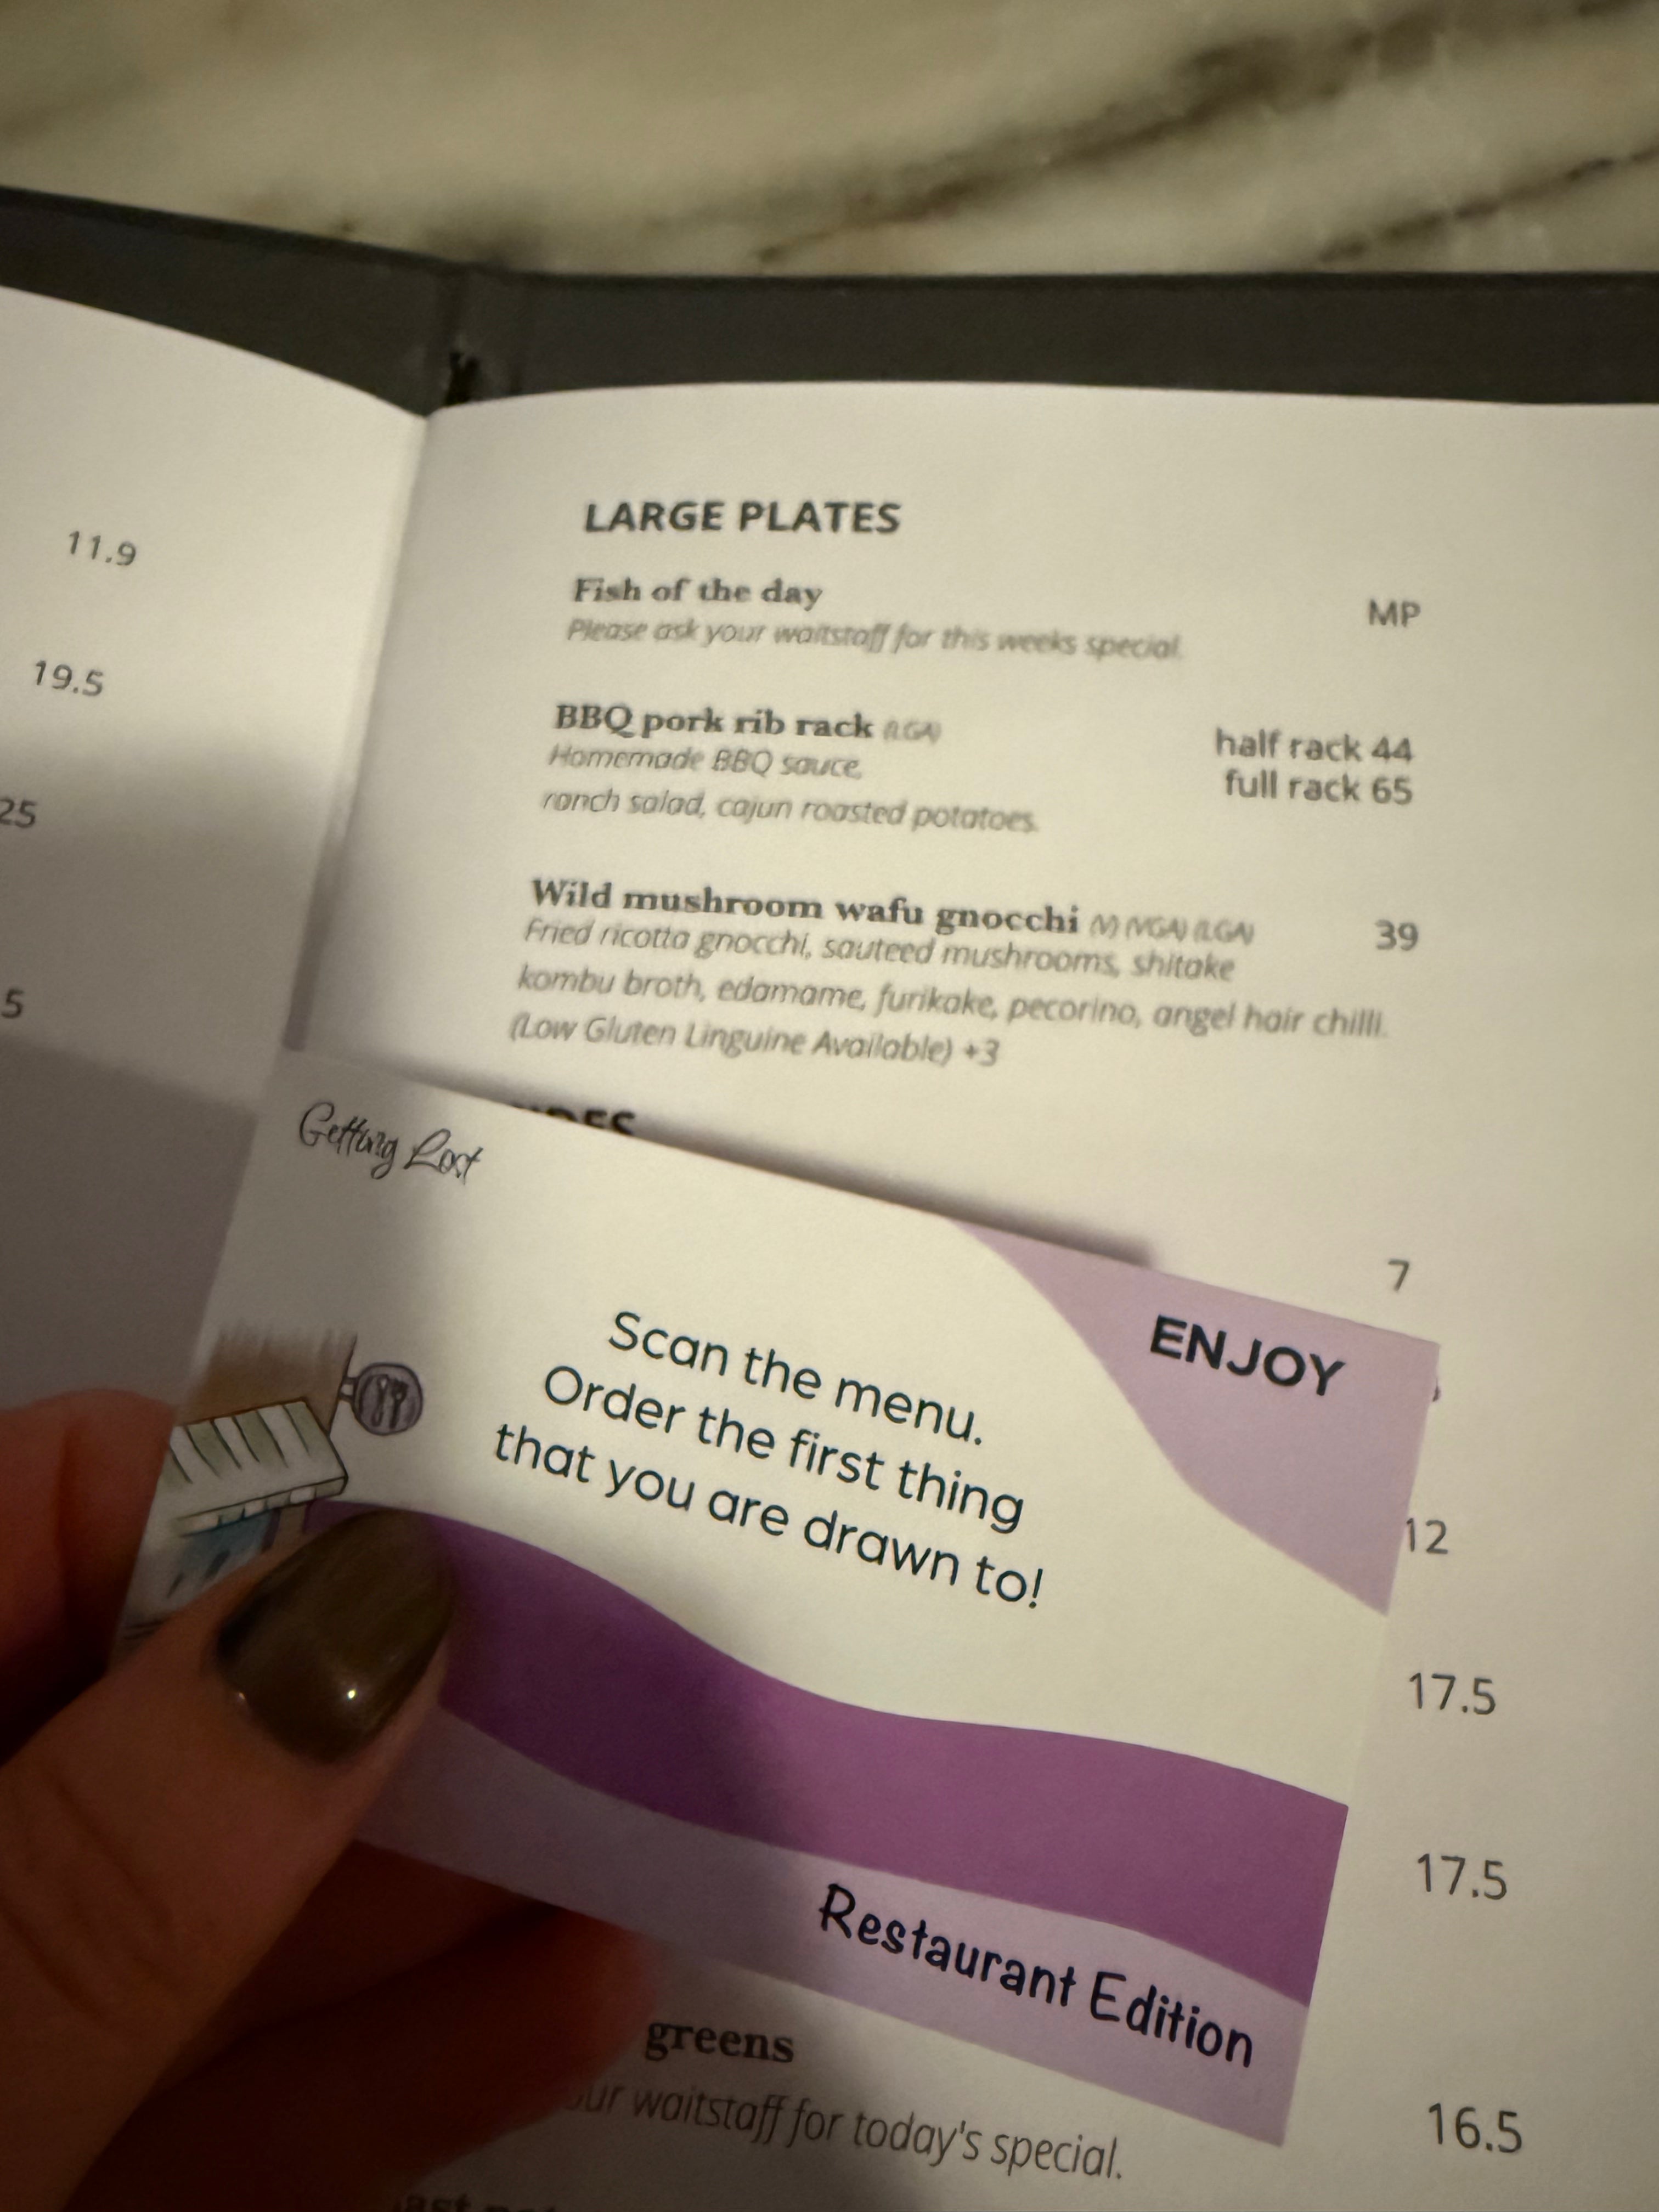 11.9
19.5
25
5
LARGE PLATES
Fish of the day MP
Please ask your waitstaff for this weeks special.
BBQ pork rib rack (LGA) half rack 44
Homemade BBQ sauce, full rack 65
ranch salad, cajun roasted potatoes.
Wild mushroom wafu gnocchi (V) (VGA) (LGA) 39
Fried ricotta gnocchi, sauteed mushrooms, shitake
kombu broth, edamame, furikake, pecorino, angel hair chilli.
(Low Gluten Linguine Available) +3
7
12
17.5
17.5
16.5
Getting Lost
ENJOY
Scan the menu.
Order the first thing
that you are drawn to!
Restaurant Edition
greens
waitstaff for today's special.